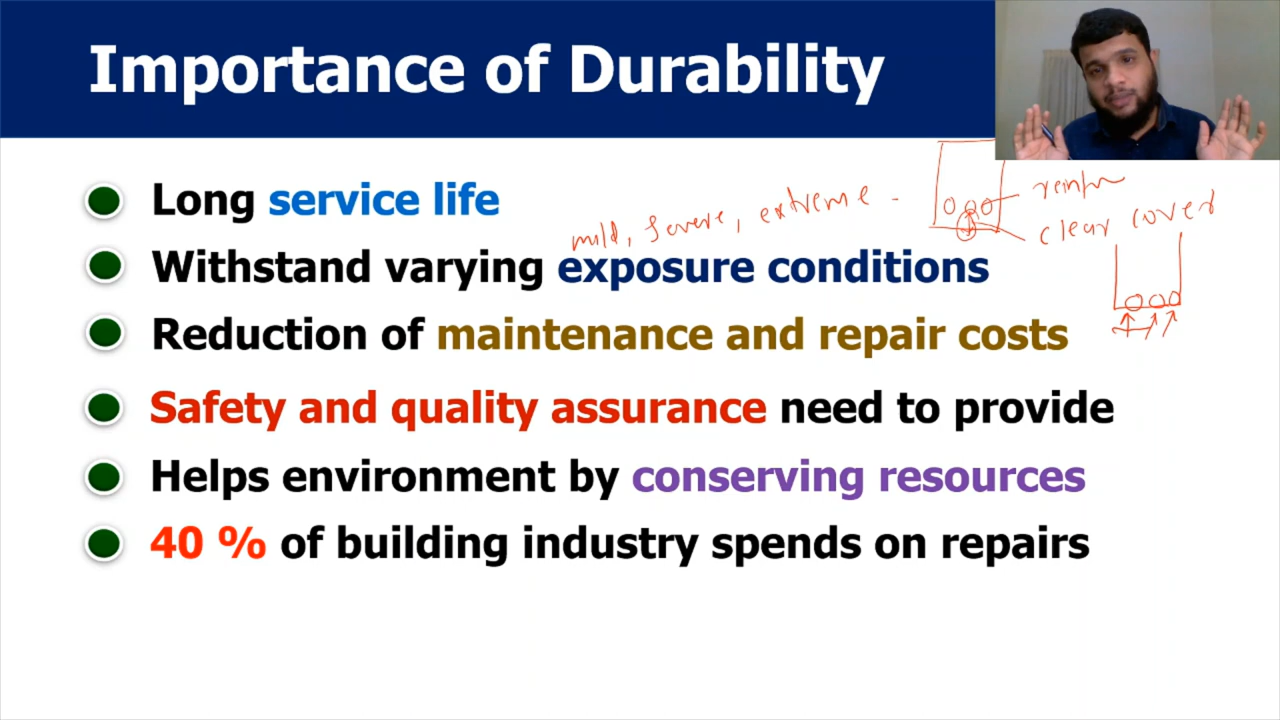 Importance of Durability
Long service life
mild, severe, extreme
clear cover
Withstand varying exposure conditions
Reduction of maintenance and repair costs
Safety and quality assurance need to provide
Helps environment by conserving resources
40 % of building industry spends on repairs